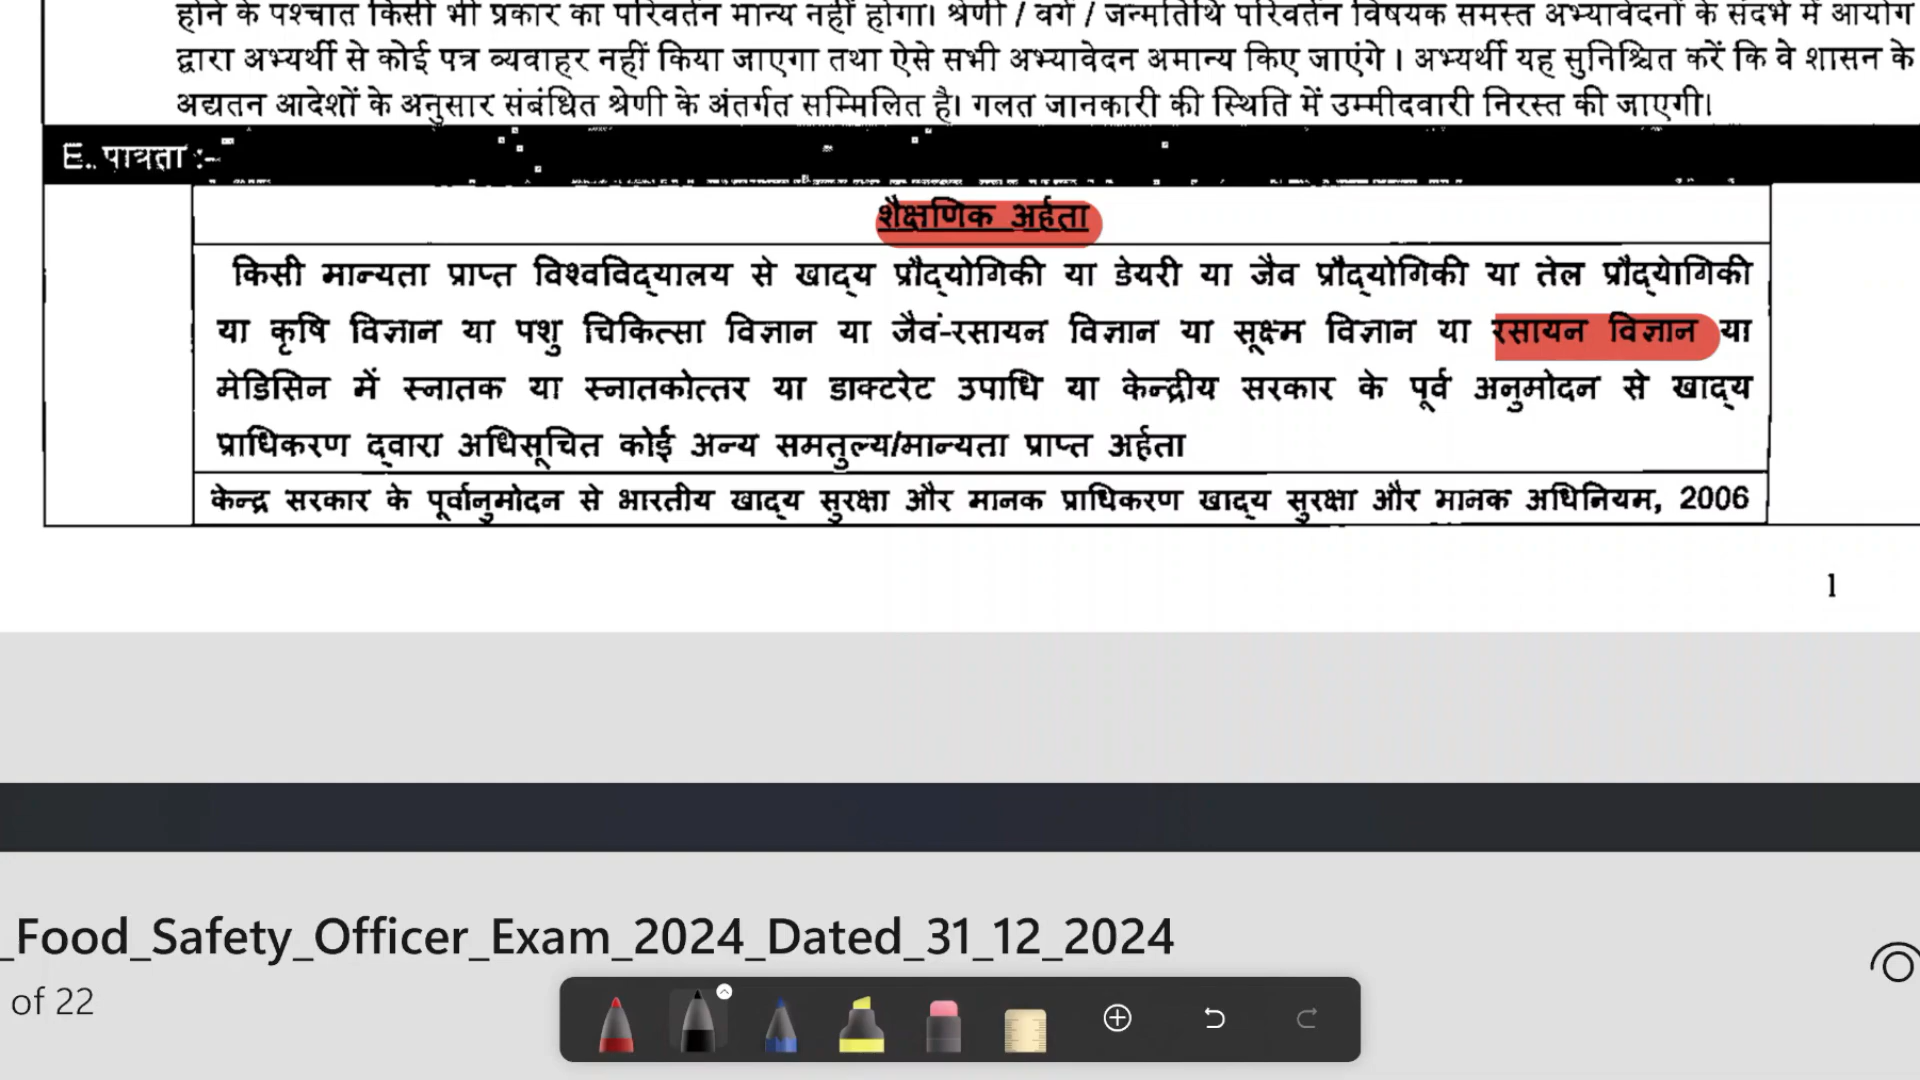 होने के पश्चात किसी भी प्रकार का परिवर्तन मान्य नहीं होगा। श्रेणी / वर्ग / जन्मतिथि परिवर्तन विषयक समस्त अभ्यावेदनों के संदर्भ में आयोग
द्वारा अभ्यर्थी से कोई पत्र व्यवाहर नहीं किया जाएगा तथा ऐसे सभी अभ्यावेदन अमान्य किए जाएंगे । अभ्यर्थी यह सुनिश्चित करें कि वे शासन के
अद्यतन आदेशों के अनुसार संबंधित श्रेणी के अंतर्गत सम्मिलित है। गलत जानकारी की स्थिति में उम्मीदवारी निरस्त की जाएगी।
E. पात्रता :–
शैक्षणिक अर्हता
किसी मान्यता प्राप्त विश्वविद्यालय से खाद्य प्रौद्योगिकी या डेयरी या जैव प्रौद्योगिकी या तेल प्रौद्योगिकी
या कृषि विज्ञान या पशु चिकित्सा विज्ञान या जैव-रसायन विज्ञान या सूक्ष्म विज्ञान या रसायन विज्ञान या
मेडिसिन में स्नातक या स्नातकोत्तर या डाक्टरेट उपाधि या केन्द्रीय सरकार के पूर्व अनुमोदन से खाद्य
प्राधिकरण द्वारा अधिसूचित कोई अन्य समतुल्य/मान्यता प्राप्त अर्हता
केन्द्र सरकार के पूर्वानुमोदन से भारतीय खाद्य सुरक्षा और मानक प्राधिकरण खाद्य सुरक्षा और मानक अधिनियम, 2006
1
_Food_Safety_Officer_Exam_2024_Dated_31_12_2024
of 22